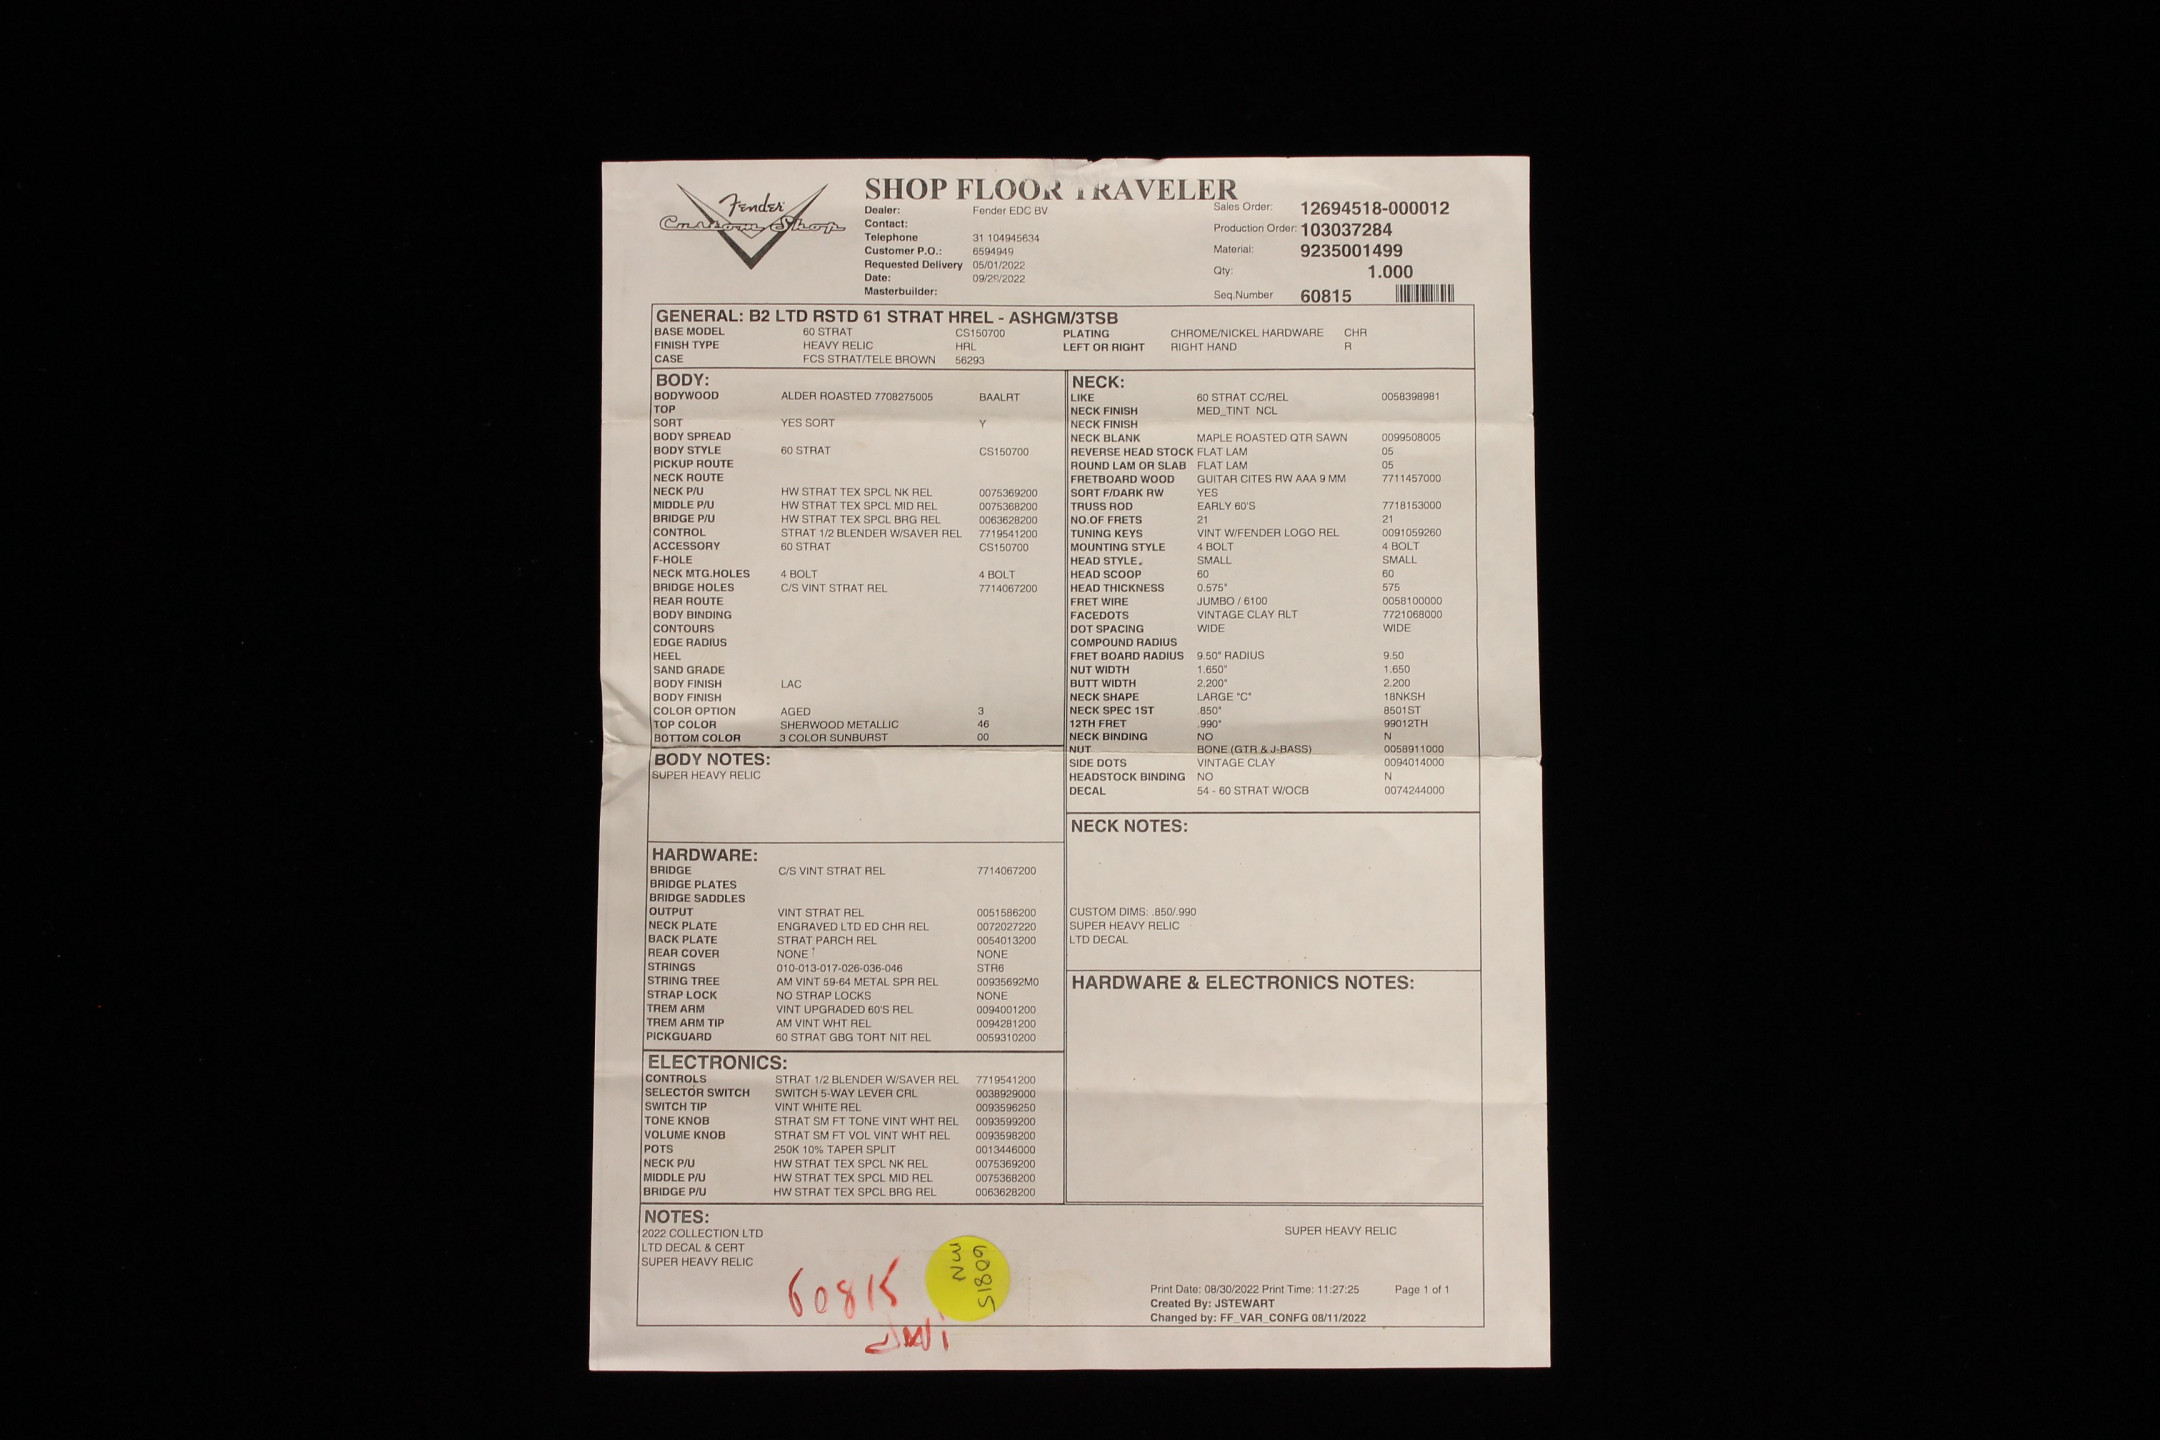 Fender
Custom Shop
SHOP FLOOR TRAVELER
Dealer: Fender EDC BV
Contact:
Telephone 31 104945634
Customer P.O.: 6594949
Requested Delivery 05/01/2022
Date: 09/29/2022
Masterbuilder:
Sales Order: 12694518-000012
Production Order: 103037284
Material: 9235001499
Qty: 1.000
Seq.Number 60815
GENERAL: B2 LTD RSTD 61 STRAT HREL - ASHGM/3TSB
BASE MODEL 60 STRAT CS150700 PLATING CHROME/NICKEL HARDWARE CHR
FINISH TYPE HEAVY RELIC HRL LEFT OR RIGHT RIGHT HAND R
CASE FCS STRAT/TELE BROWN 56293
BODY:
BODYWOOD ALDER ROASTED 7708275005 BAALRT
TOP
SORT YES SORT Y
BODY SPREAD
BODY STYLE 60 STRAT CS150700
PICKUP ROUTE
NECK ROUTE
NECK P/U HW STRAT TEX SPCL NK REL 0075369200
MIDDLE P/U HW STRAT TEX SPCL MID REL 0075368200
BRIDGE P/U HW STRAT TEX SPCL BRG REL 0063628200
CONTROL STRAT 1/2 BLENDER W/SAVER REL 7719541200
ACCESSORY 60 STRAT CS150700
F-HOLE
NECK MTG.HOLES 4 BOLT 4 BOLT
BRIDGE HOLES C/S VINT STRAT REL 7714067200
REAR ROUTE
BODY BINDING
CONTOURS
EDGE RADIUS
HEEL
SAND GRADE
BODY FINISH LAC
BODY FINISH
COLOR OPTION AGED 3
TOP COLOR SHERWOOD METALLIC 46
BOTTOM COLOR 3 COLOR SUNBURST 00
BODY NOTES:
SUPER HEAVY RELIC
HARDWARE:
BRIDGE C/S VINT STRAT REL 7714067200
BRIDGE PLATES
BRIDGE SADDLES
OUTPUT VINT STRAT REL 0051586200
NECK PLATE ENGRAVED LTD ED CHR REL 0072027220
BACK PLATE STRAT PARCH REL 0054013200
REAR COVER NONE NONE
STRINGS 010-013-017-026-036-046 STR6
STRING TREE AM VINT 59-64 METAL SPR REL 00935692M0
STRAP LOCK NO STRAP LOCKS NONE
TREM ARM VINT UPGRADED 60'S REL 0094001200
TREM ARM TIP AM VINT WHT REL 0094281200
PICKGUARD 60 STRAT GBG TORT NIT REL 0059310200
ELECTRONICS:
CONTROLS STRAT 1/2 BLENDER W/SAVER REL 7719541200
SELECTOR SWITCH SWITCH 5-WAY LEVER CRL 0038929000
SWITCH TIP VINT WHITE REL 0093596250
TONE KNOB STRAT SM FT TONE VINT WHT REL 0093599200
VOLUME KNOB STRAT SM FT VOL VINT WHT REL 0093598200
POTS 250K 10% TAPER SPLIT 0013446000
NECK P/U HW STRAT TEX SPCL NK REL 0075369200
MIDDLE P/U HW STRAT TEX SPCL MID REL 0075368200
BRIDGE P/U HW STRAT TEX SPCL BRG REL 0063628200
NECK:
LIKE 60 STRAT CC/REL 0058398981
NECK FINISH MED_TINT NCL
NECK FINISH
NECK BLANK MAPLE ROASTED QTR SAWN 0099508005
REVERSE HEAD STOCK FLAT LAM 05
ROUND LAM OR SLAB FLAT LAM 05
FRETBOARD WOOD GUITAR CITES RW AAA 9 MM 7711457000
SORT F/DARK RW YES
TRUSS ROD EARLY 60'S 7718153000
NO.OF FRETS 21 21
TUNING KEYS VINT W/FENDER LOGO REL 0091059260
MOUNTING STYLE 4 BOLT 4 BOLT
HEAD STYLE SMALL SMALL
HEAD SCOOP 60 60
HEAD THICKNESS 0.575" 575
FRET WIRE JUMBO / 6100 0058100000
FACEDOTS VINTAGE CLAY RLT 7721068000
DOT SPACING WIDE WIDE
COMPOUND RADIUS
FRET BOARD RADIUS 9.50" RADIUS 9.50
NUT WIDTH 1.650" 1.650
BUTT WIDTH 2.200" 2.200
NECK SHAPE LARGE "C" 18NKSH
NECK SPEC 1ST .850" 8501ST
12TH FRET .990" 99012TH
NECK BINDING NO N
NUT BONE (GTR & J-BASS) 0058911000
SIDE DOTS VINTAGE CLAY 0094014000
HEADSTOCK BINDING NO N
DECAL 54 - 60 STRAT W/OCB 0074244000
NECK NOTES:
CUSTOM DIMS: .850/.990
SUPER HEAVY RELIC
LTD DECAL
HARDWARE & ELECTRONICS NOTES:
NOTES:
2022 COLLECTION LTD
LTD DECAL & CERT
SUPER HEAVY RELIC
SUPER HEAVY RELIC
60815
60815
Print Date: 08/30/2022 Print Time: 11:27:25 Page 1 of 1
Created By: JSTEWART
Changed by: FF_VAR_CONFG 08/11/2022